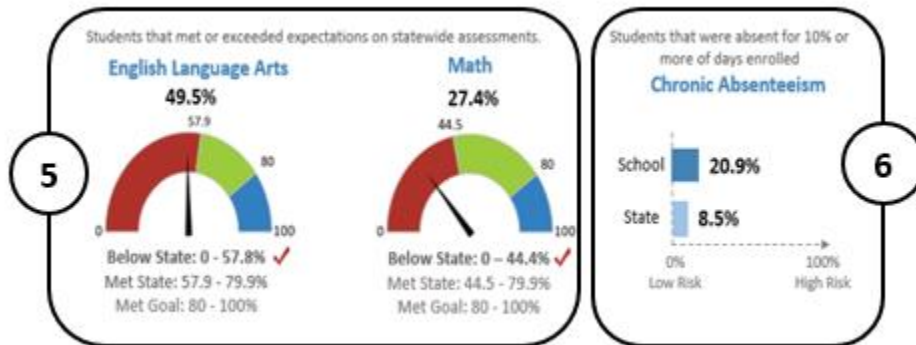 Students that met or exceeded expectations on statewide assessments.
English Language Arts
49.5%
57.9
80
0
100
Below State: 0 - 57.8% ✓
Met State: 57.9 - 79.9%
Met Goal: 80 - 100%
Math
27.4%
44.5
80
0
100
Below State: 0 – 44.4% ✓
Met State: 44.5 - 79.9%
Met Goal: 80 - 100%
5
Students that were absent for 10% or
more of days enrolled
Chronic Absenteeism
School 20.9%
State 8.5%
0% 100%
Low Risk High Risk
6